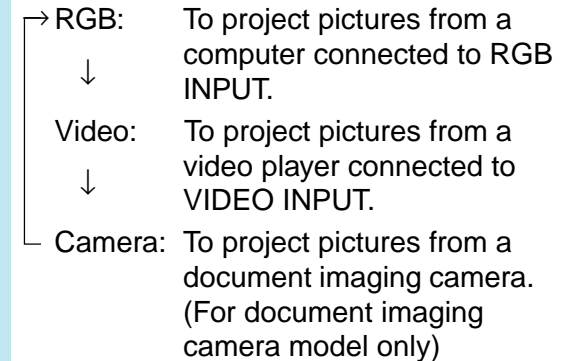 → RGB: To project pictures from a
↓ computer connected to RGB
INPUT.
Video: To project pictures from a
↓ video player connected to
VIDEO INPUT.
Camera: To project pictures from a
document imaging camera.
(For document imaging
camera model only)